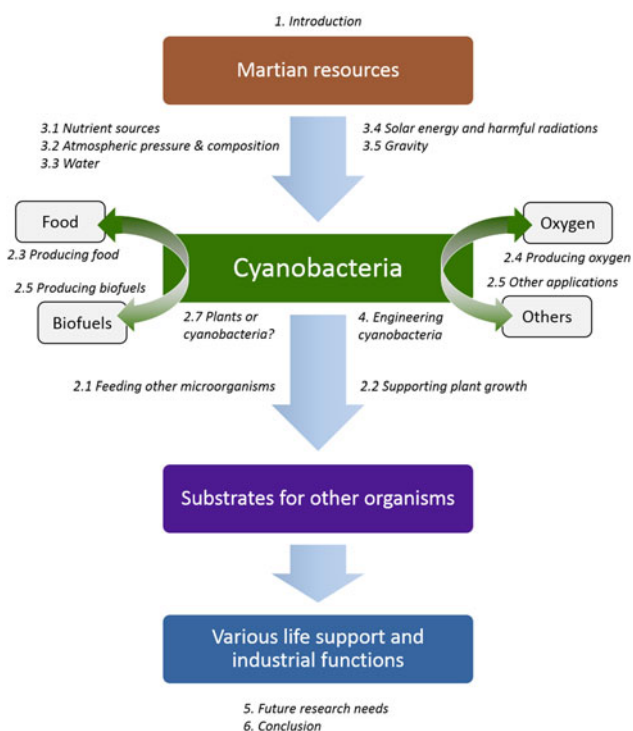 1. Introduction
Martian resources
3.1 Nutrient sources
3.2 Atmospheric pressure & composition
3.3 Water
3.4 Solar energy and harmful radiations
3.5 Gravity
Food
2.3 Producing food
2.5 Producing biofuels
Biofuels
Cyanobacteria
Oxygen
2.4 Producing oxygen
2.5 Other applications
Others
2.7 Plants or
cyanobacteria?
4. Engineering
cyanobacteria
2.1 Feeding other microorganisms
2.2 Supporting plant growth
Substrates for other organisms
Various life support and
industrial functions
5. Future research needs
6. Conclusion